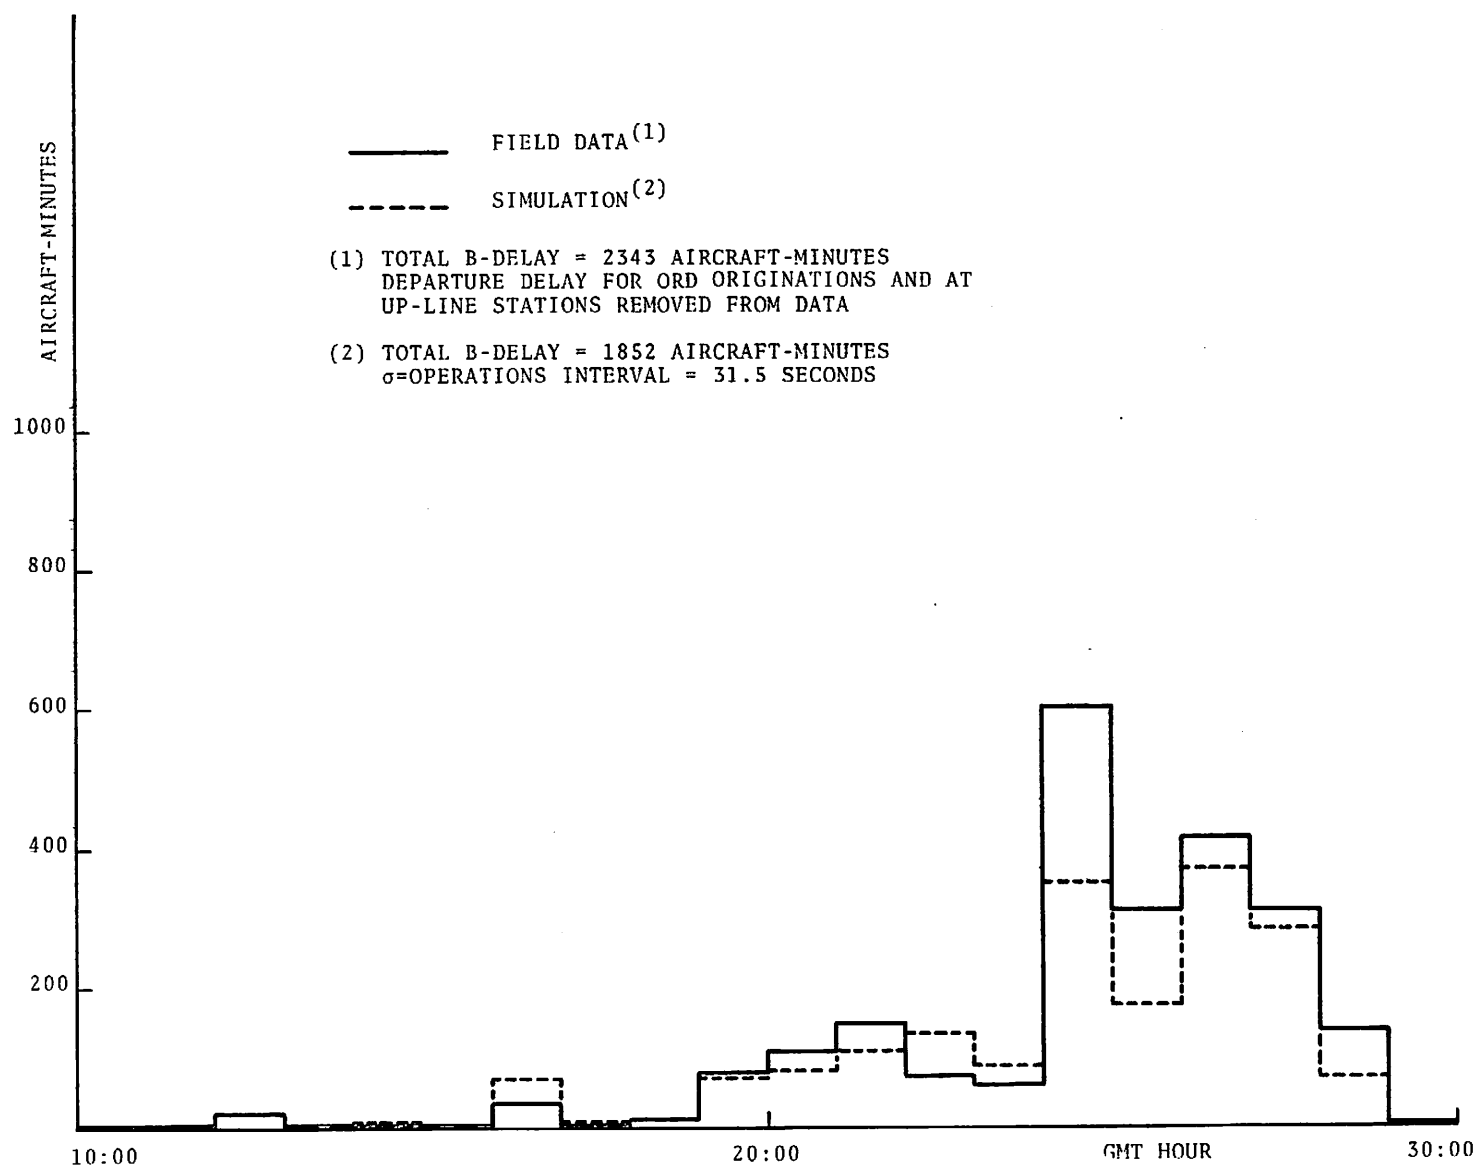 AIRCRAFT-MINUTES
FIELD DATA(1)
SIMULATION(2)
(1) TOTAL B-DELAY = 2343 AIRCRAFT-MINUTES
DEPARTURE DELAY FOR ORD ORIGINATIONS AND AT
UP-LINE STATIONS REMOVED FROM DATA
(2) TOTAL B-DELAY = 1852 AIRCRAFT-MINUTES
σ=OPERATIONS INTERVAL = 31.5 SECONDS
1000
800
600
400
200
10:00
20:00
GMT HOUR
30:00